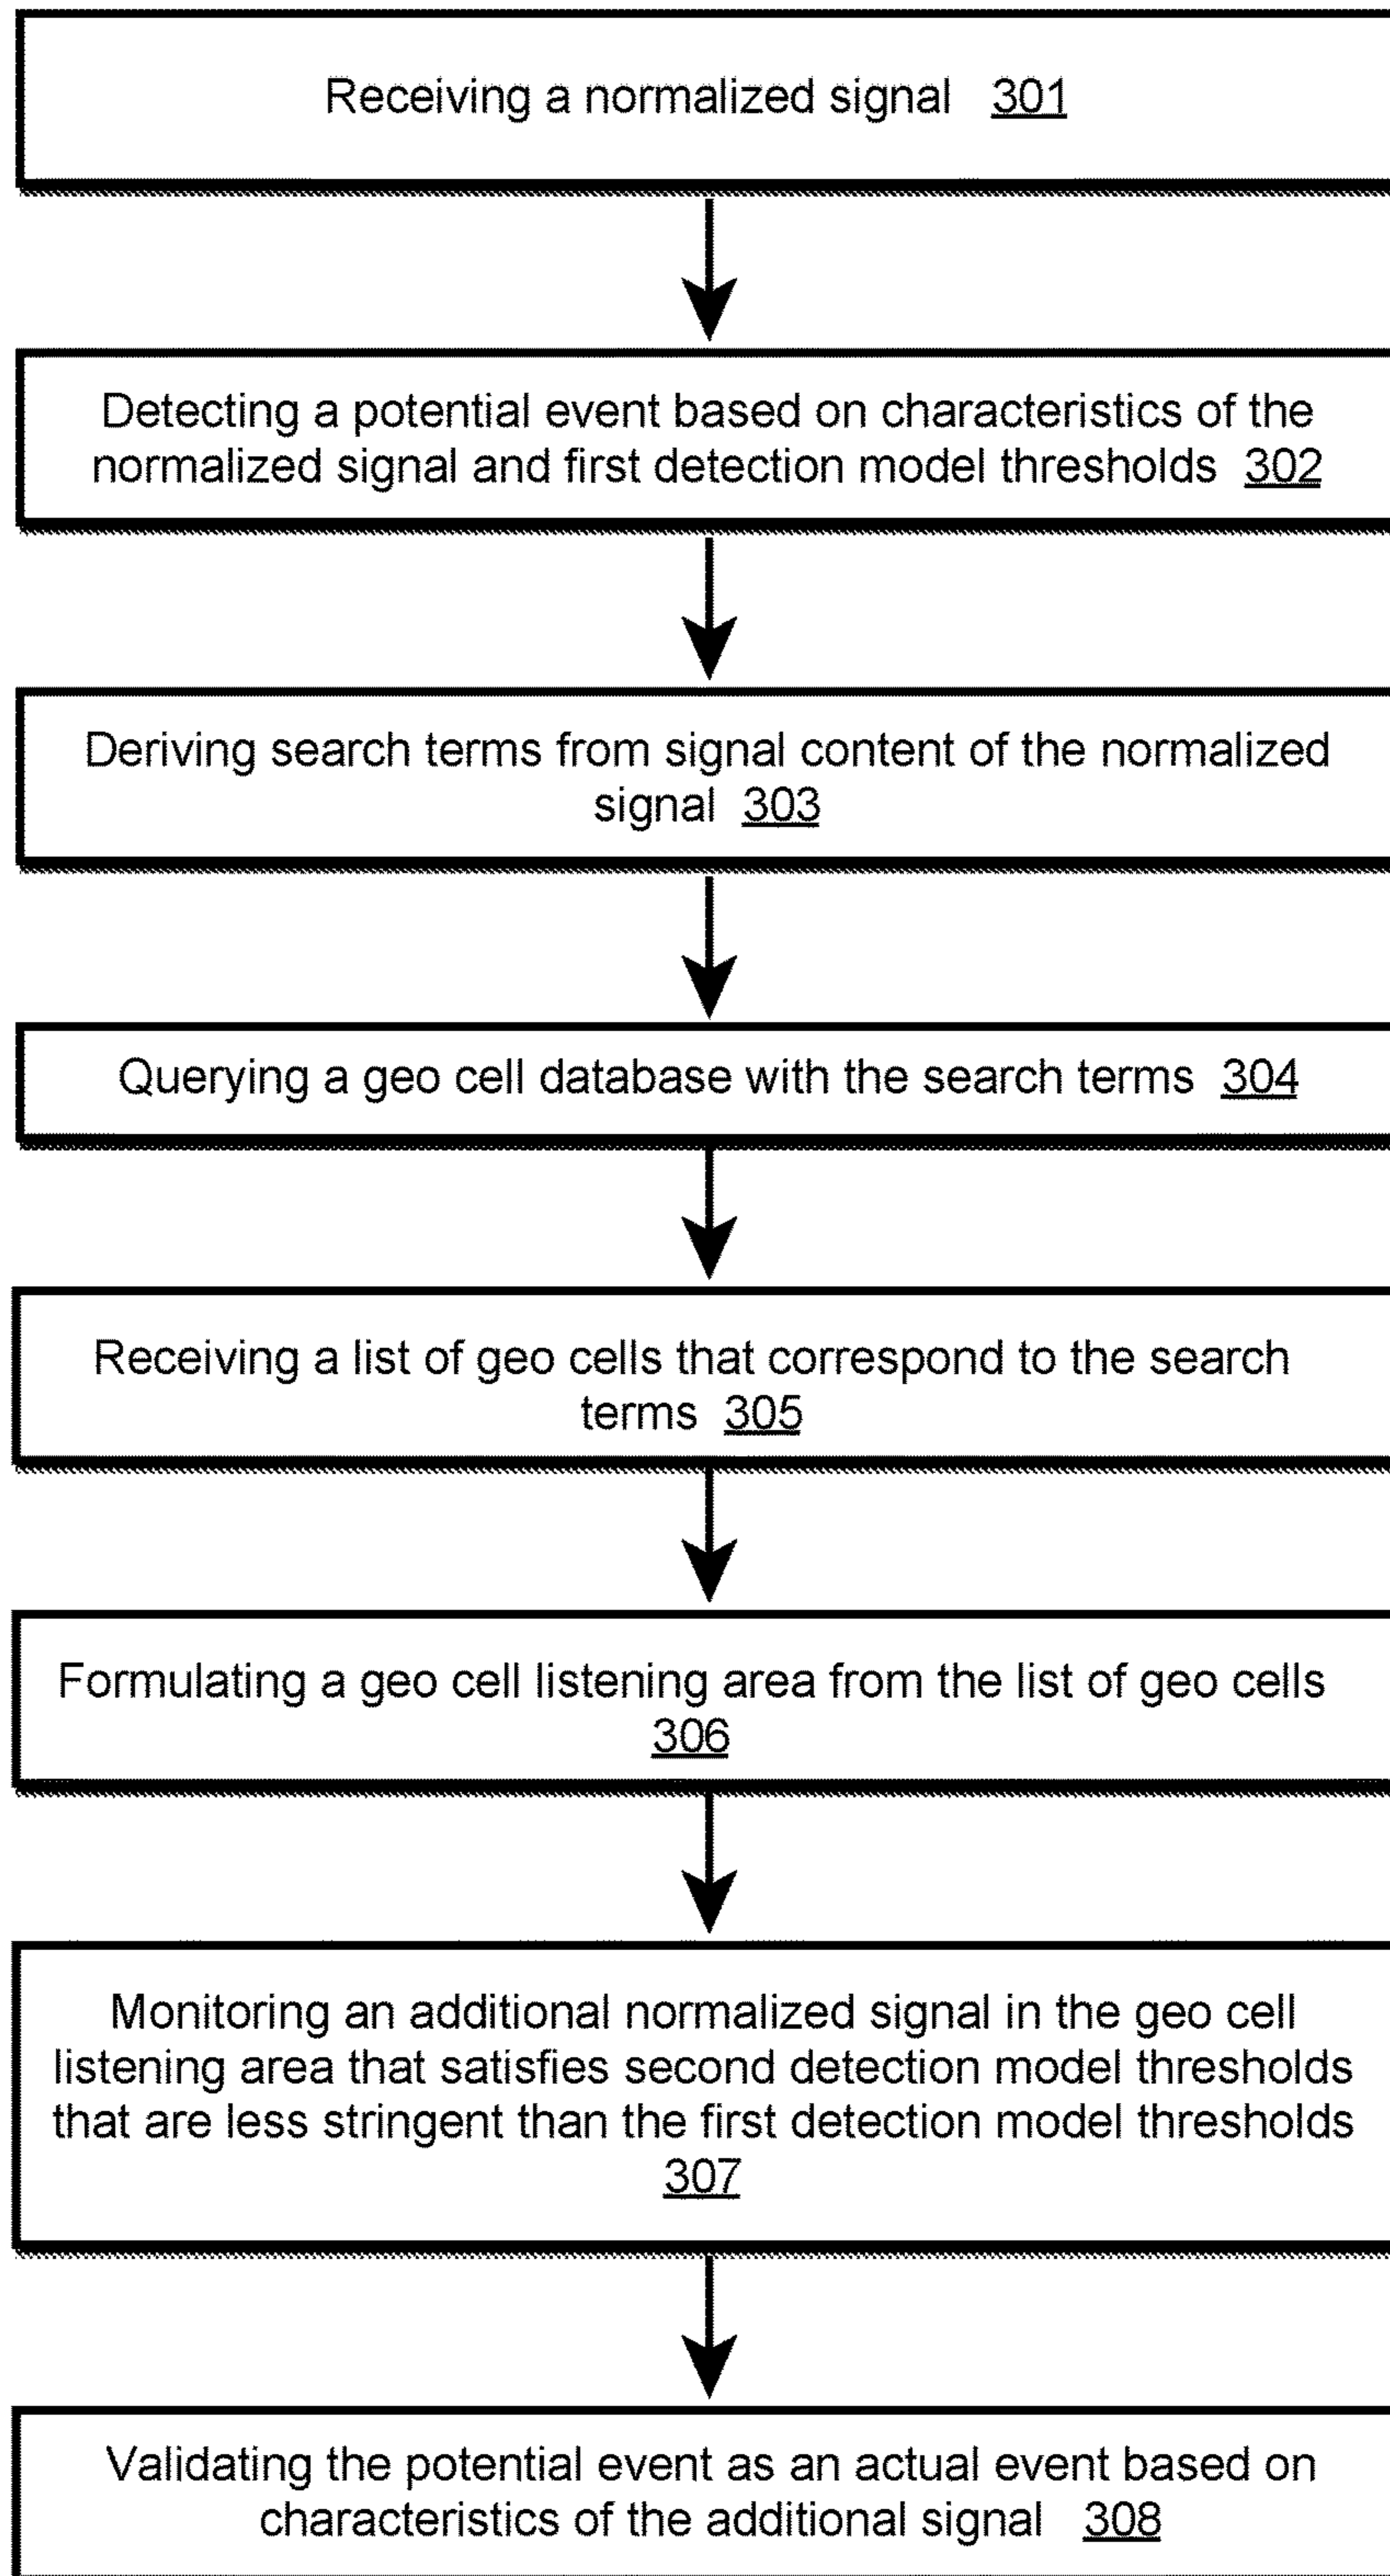 Receiving a normalized signal 301
Detecting a potential event based on characteristics of the
normalized signal and first detection model thresholds 302
Deriving search terms from signal content of the normalized
signal 303
Querying a geo cell database with the search terms 304
Receiving a list of geo cells that correspond to the search
terms 305
Formulating a geo cell listening area from the list of geo cells
306
Monitoring an additional normalized signal in the geo cell
listening area that satisfies second detection model thresholds
that are less stringent than the first detection model thresholds
307
Validating the potential event as an actual event based on
characteristics of the additional signal 308